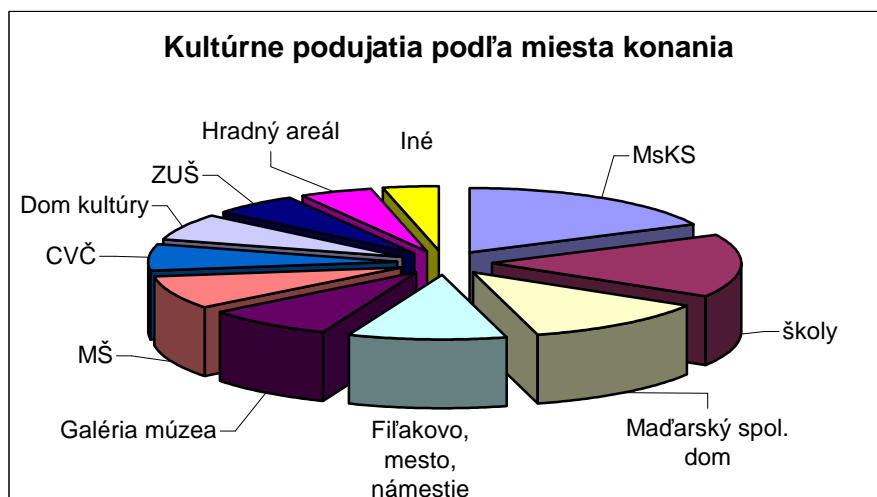 Kultúrne podujatia podľa miesta konania
Hradný areál
Iné
MsKS
ZUŠ
Dom kultúry
CVČ
MŠ
školy
Galéria múzea
Fiľakovo,
mesto,
námestie
Maďarský spol.
dom